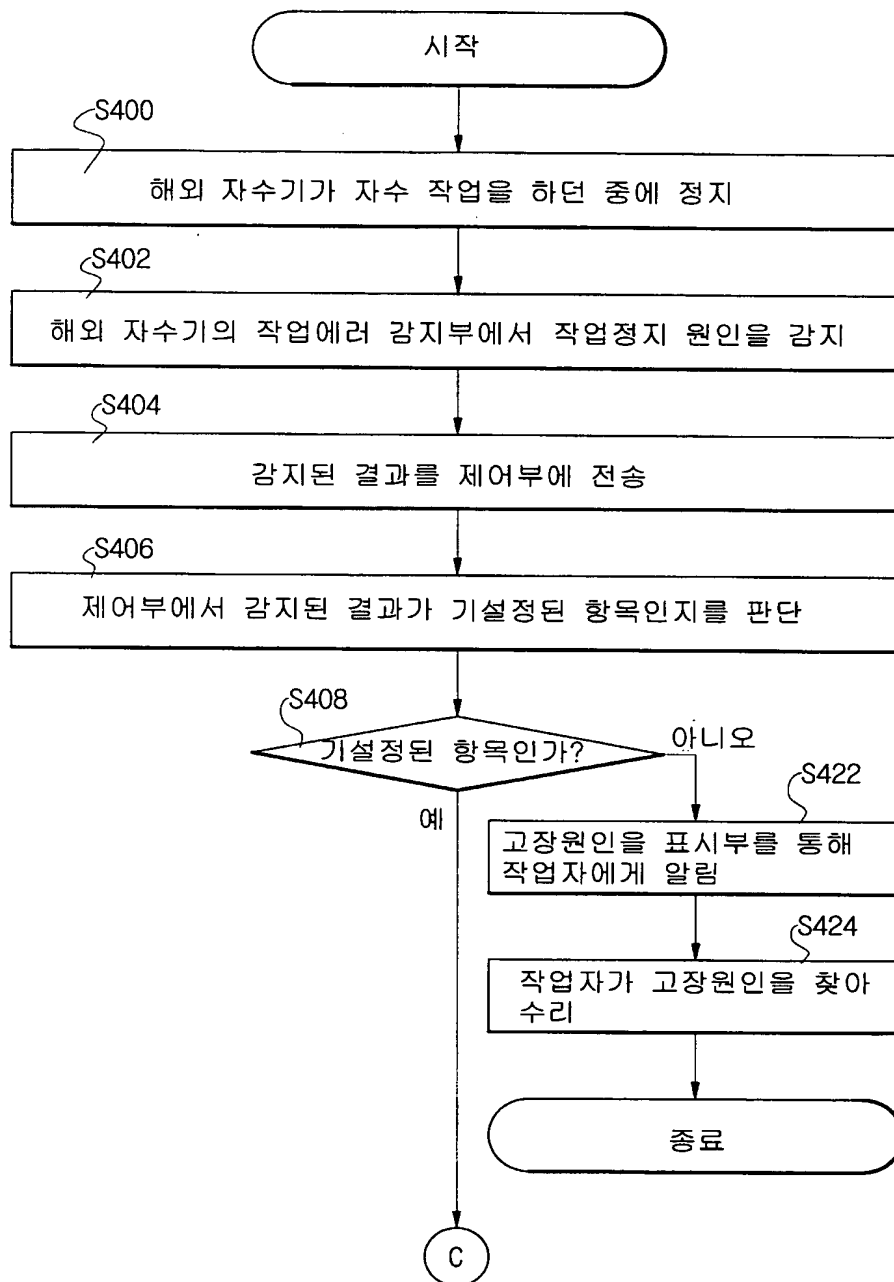 시작
S400
해외 자수기가 자수 작업을 하던 중에 정지
S402
해외 자수기의 작업에러 감지부에서 작업정지 원인을 감지
S404
감지된 결과를 제어부에 전송
S406
제어부에서 감지된 결과가 기설정된 항목인지를 판단
S408
기설정된 항목인가?
아니오
예
S422
고장원인을 표시부를 통해
작업자에게 알림
S424
작업자가 고장원인을 찾아
수리
종료
C